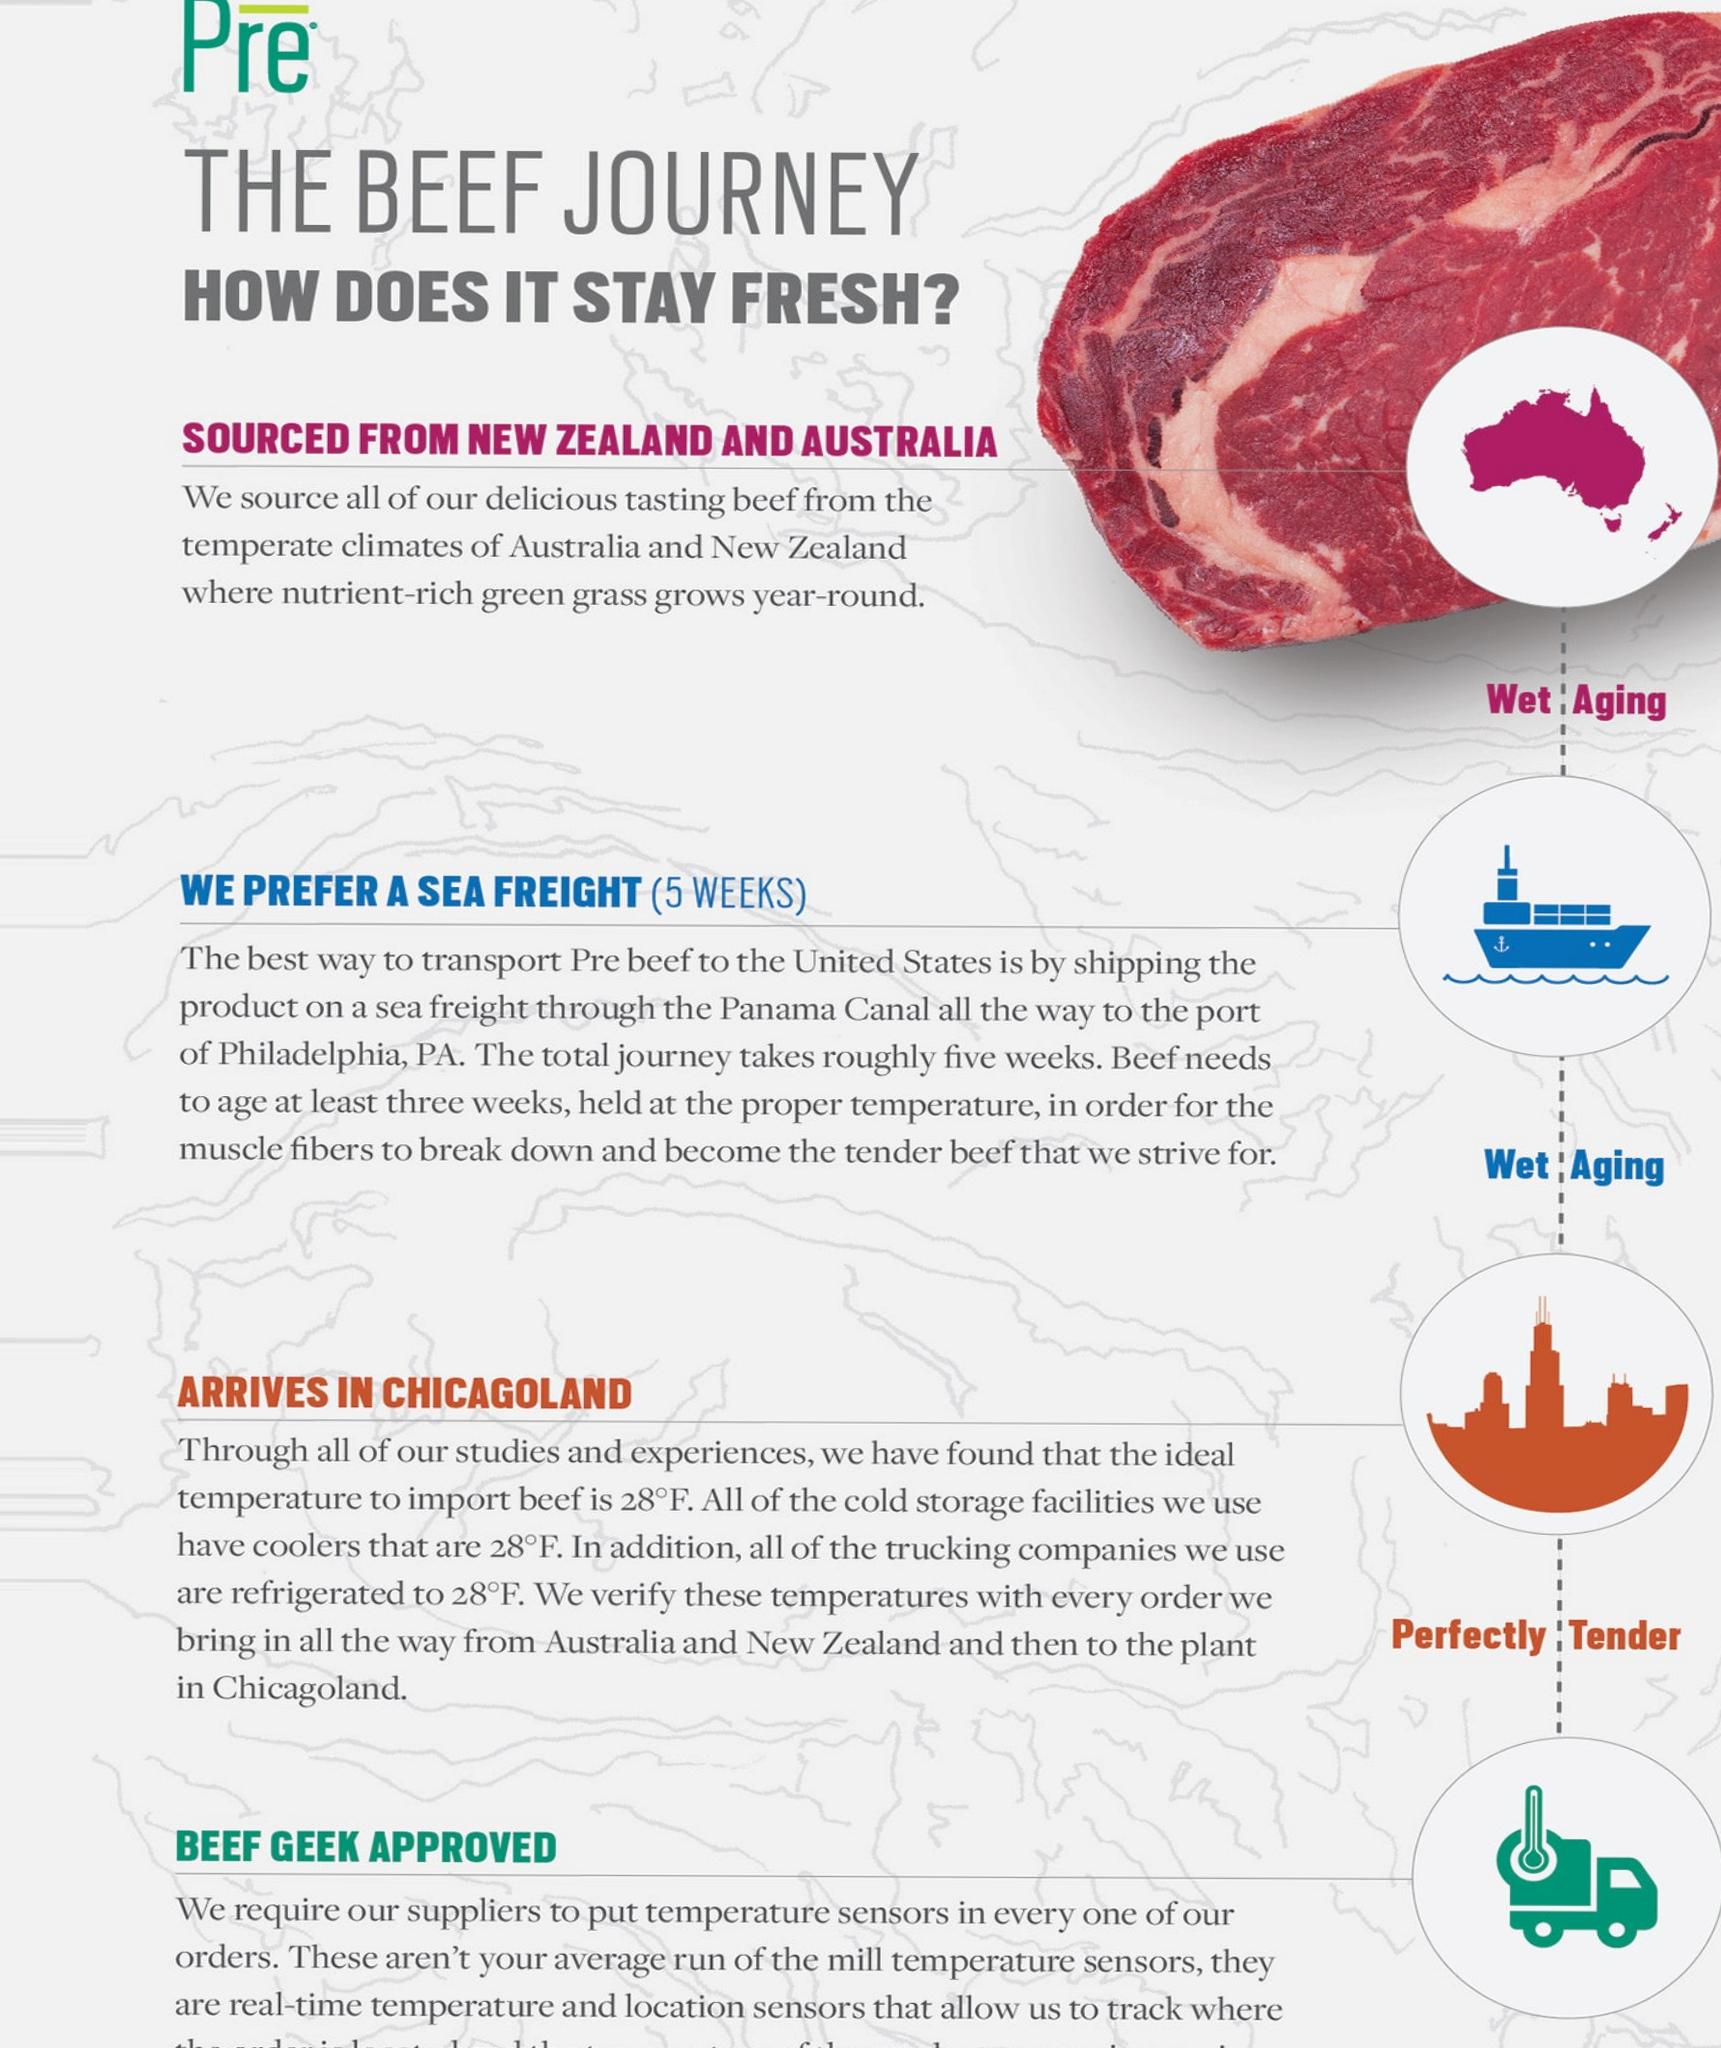 Pre
THE BEEF JOURNEY
HOW DOES IT STAY FRESH?
SOURCED FROM NEW ZEALAND AND AUSTRALIA
We source all of our delicious tasting beef from the
temperate climates of Australia and New Zealand
where nutrient-rich green grass grows year-round.
Wet Aging
WE PREFER A SEA FREIGHT (5 WEEKS)
The best way to transport Pre beef to the United States is by shipping the
product on a sea freight through the Panama Canal all the way to the port
of Philadelphia, PA. The total journey takes roughly five weeks. Beef needs
to age at least three weeks, held at the proper temperature, in order for the
muscle fibers to break down and become the tender beef that we strive for.
Wet Aging
ARRIVES IN CHICAGOLAND
Through all of our studies and experiences, we have found that the ideal
temperature to import beef is 28°F. All of the cold storage facilities we use
have coolers that are 28°F. In addition, all of the trucking companies we use
are refrigerated to 28°F. We verify these temperatures with every order we
bring in all the way from Australia and New Zealand and then to the plant
in Chicagoland.
Perfectly Tender
BEEF GEEK APPROVED
We require our suppliers to put temperature sensors in every one of our
orders. These aren't your average run of the mill temperature sensors, they
are real-time temperature and location sensors that allow us to track where